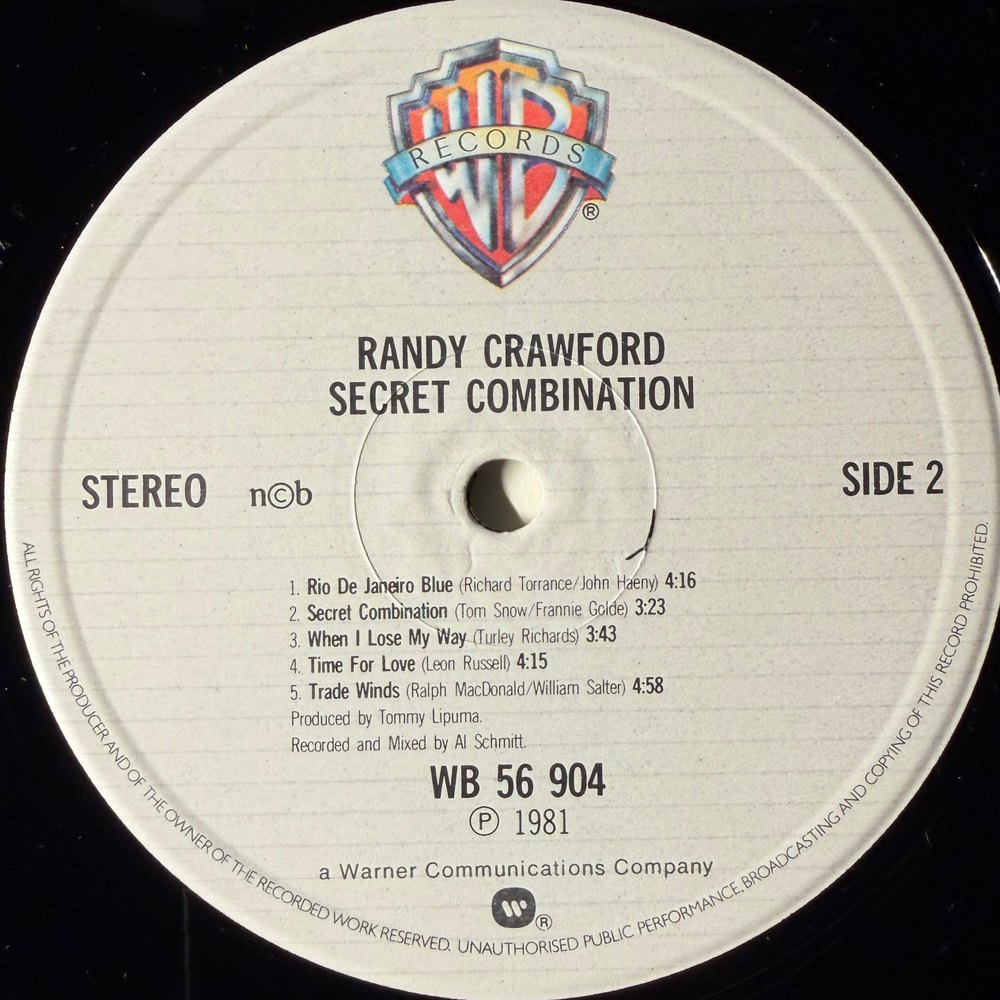 WB
RECORDS
®
RANDY CRAWFORD
SECRET COMBINATION
STEREO
n©b
SIDE 2
1. Rio De Janeiro Blue (Richard Torrance/John Haeny) 4:16
2. Secret Combination (Tom Snow/Frannie Golde) 3:23
3. When I Lose My Way (Turley Richards) 3:43
4. Time For Love (Leon Russell) 4:15
5. Trade Winds (Ralph MacDonald/William Salter) 4:58
Produced by Tommy Lipuma.
Recorded and Mixed by Al Schmitt.
WB 56 904
℗ 1981
a Warner Communications Company
®
ALL RIGHTS OF THE PRODUCER AND OF THE OWNER OF THE RECORDED WORK RESERVED. UNAUTHORISED PUBLIC PERFORMANCE, BROADCASTING AND COPYING OF THIS RECORD PROHIBITED.